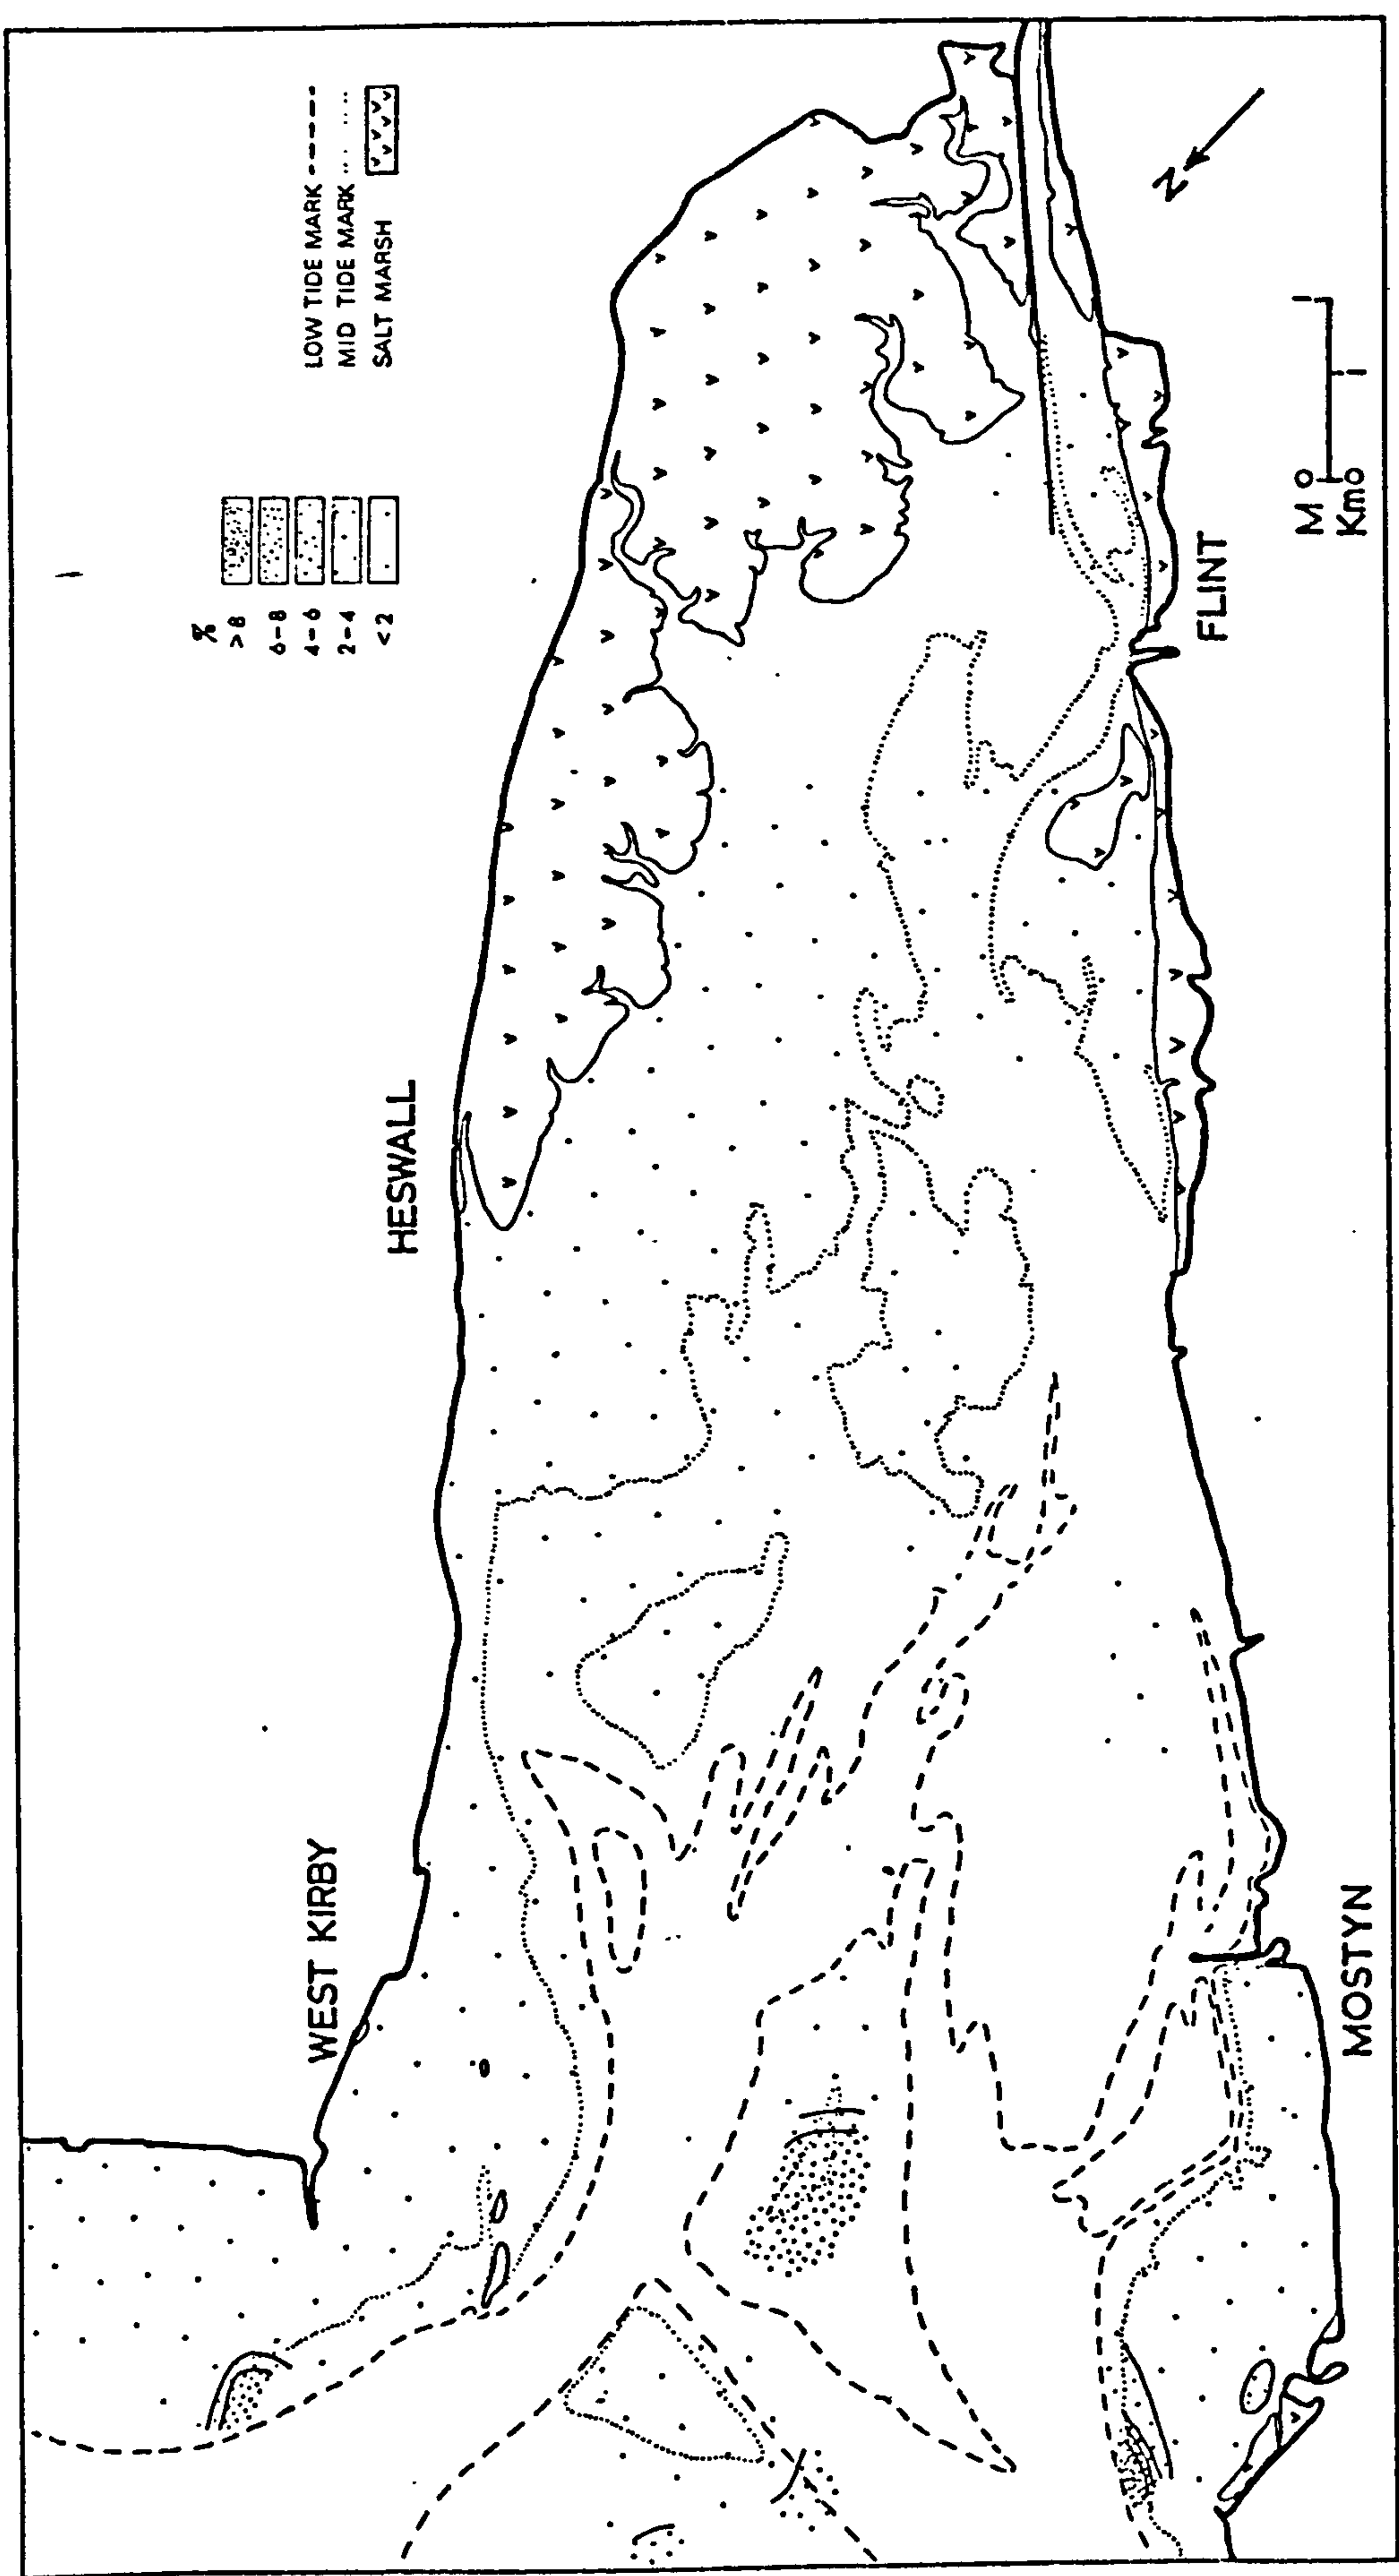 %
>8
6-8
4-6
2-4
<2
LOW TIDE MARK
MID TIDE MARK
SALT MARSH
HESWALL
WEST KIRBY
FLINT
MOSTYN
N
M 0 1
Km 0 1